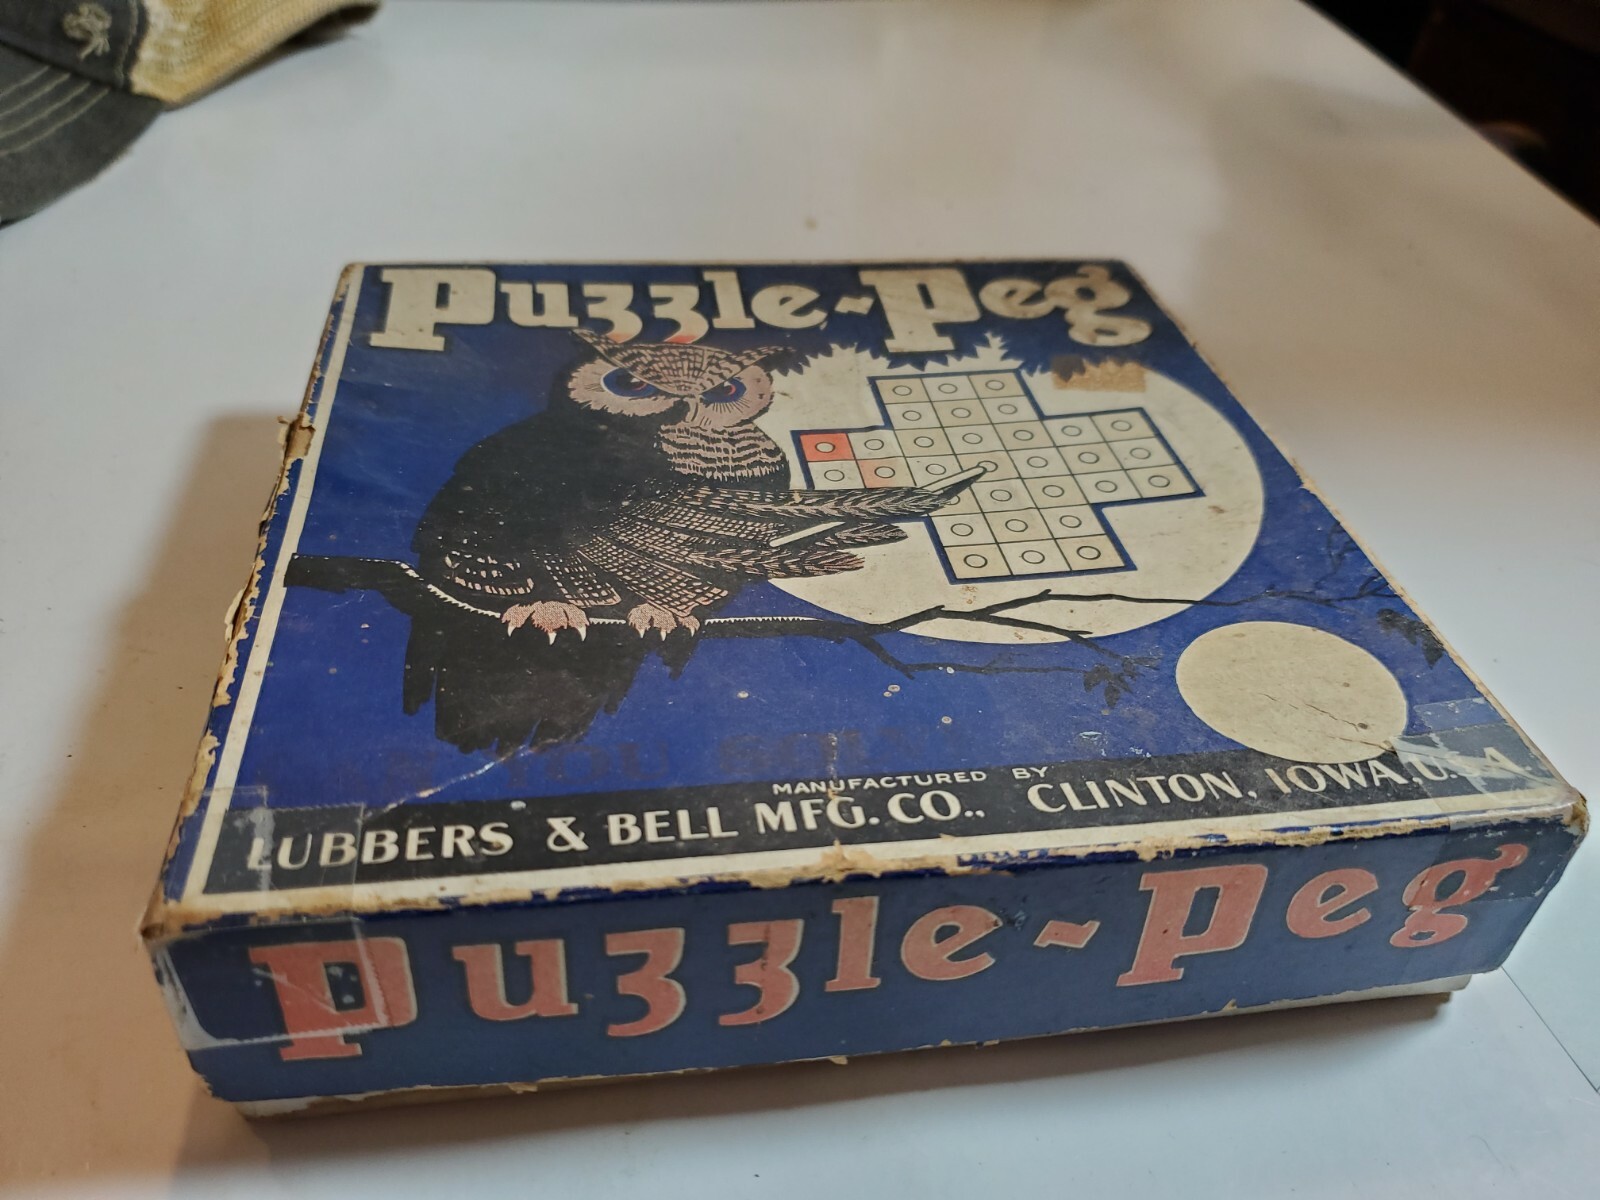 Puzzle-Peg
MANUFACTURED BY
LUBBERS & BELL MFG. CO., CLINTON, IOWA, U.S.A
Puzzle-Peg